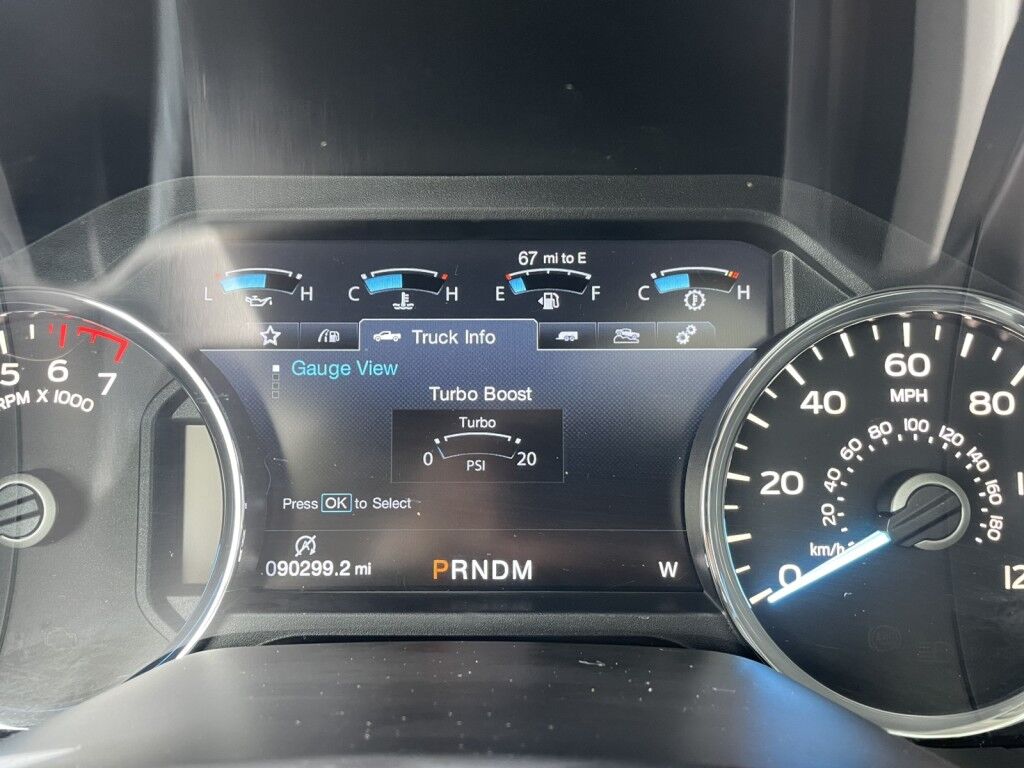 67 mi to E
L H C H E F C H
Truck Info
Gauge View
Turbo Boost
Turbo
0 PSI 20
Press OK to Select
090299.2 mi
PRNDM
W
5 6 7
RPM X 1000
0 20 40 60 80
MPH
20 40 60 80 100 120 140 160 180
km/h